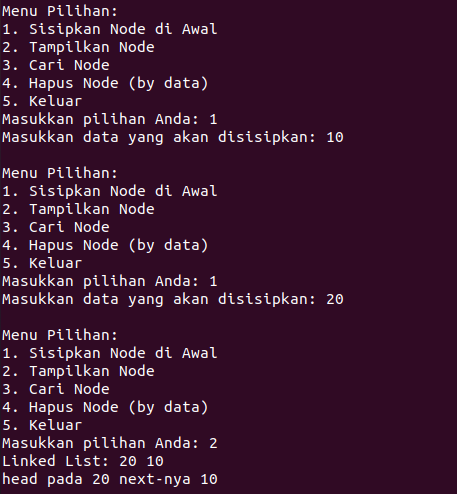 Menu Pilihan:
1. Sisipkan Node di Awal
2. Tampilkan Node
3. Cari Node
4. Hapus Node (by data)
5. Keluar
Masukkan pilihan Anda: 1
Masukkan data yang akan disisipkan: 10

Menu Pilihan:
1. Sisipkan Node di Awal
2. Tampilkan Node
3. Cari Node
4. Hapus Node (by data)
5. Keluar
Masukkan pilihan Anda: 1
Masukkan data yang akan disisipkan: 20

Menu Pilihan:
1. Sisipkan Node di Awal
2. Tampilkan Node
3. Cari Node
4. Hapus Node (by data)
5. Keluar
Masukkan pilihan Anda: 2
Linked List: 20 10
head pada 20 next-nya 10